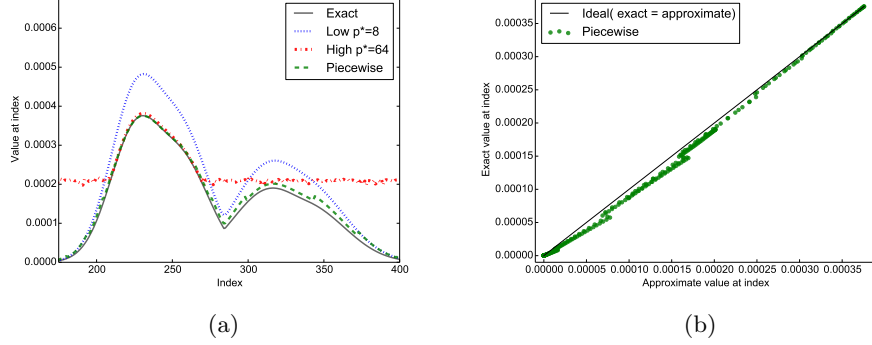 Exact
Low p*=8
High p*=64
Piecewise
0.0006
0.0005
0.0004
0.0003
0.0002
0.0001
0.0000
Value at index
200
250
300
350
400
Index
(a)
Ideal( exact = approximate)
Piecewise
0.00035
0.00030
0.00025
0.00020
0.00015
0.00010
0.00005
0.00000
Exact value at index
0.00000 0.00005 0.00010 0.00015 0.00020 0.00025 0.00030 0.00035
Approximate value at index
(b)